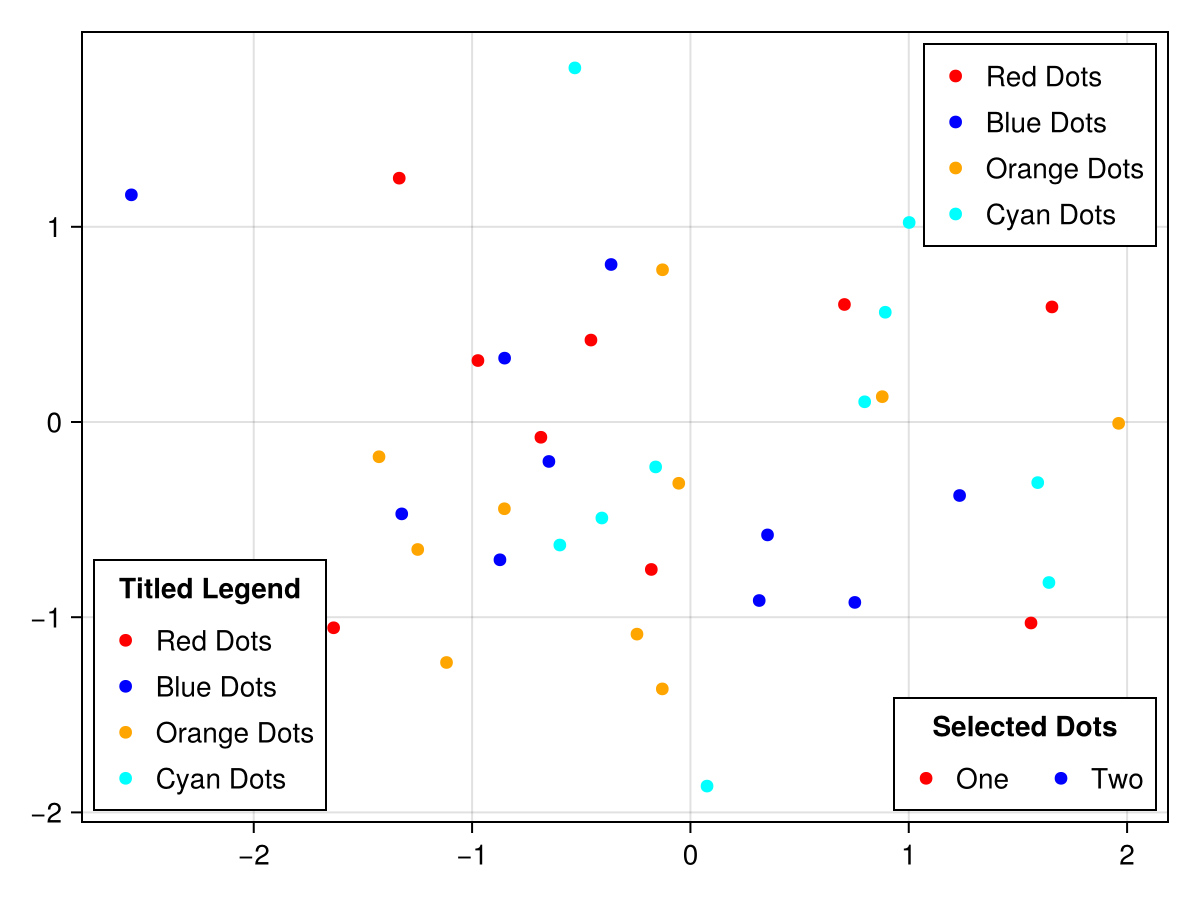 Red Dots
Blue Dots
Orange Dots
Cyan Dots
1
0
−1
−2
Titled Legend
Red Dots
Blue Dots
Orange Dots
Cyan Dots
Selected Dots
One Two
−2 −1 0 1 2